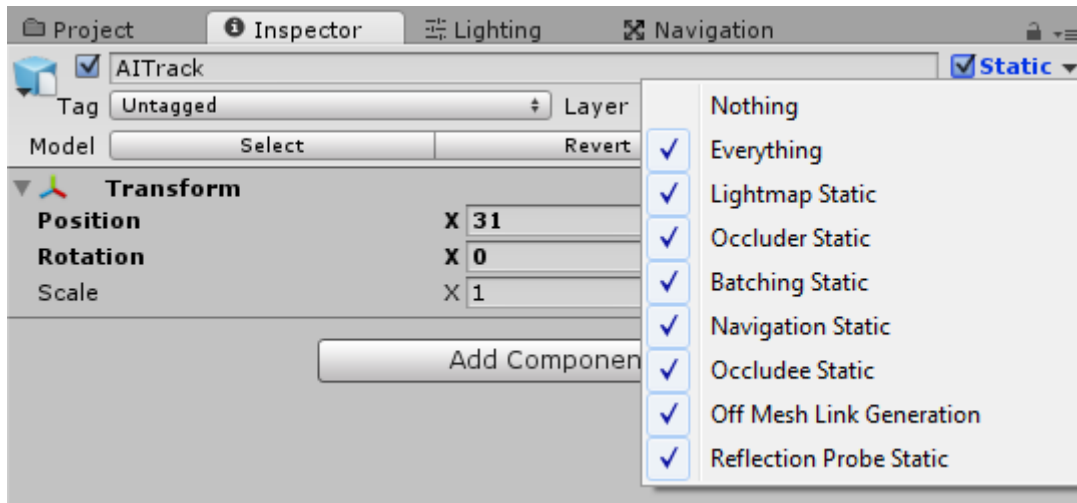 Project Inspector Lighting Navigation
AITrack Static
Tag Untagged Layer
Nothing
Model Select Revert
Everything
Transform
Lightmap Static
Position X 31
Occluder Static
Rotation X 0
Batching Static
Scale X 1
Navigation Static
Add Componen
Occludee Static
Off Mesh Link Generation
Reflection Probe Static